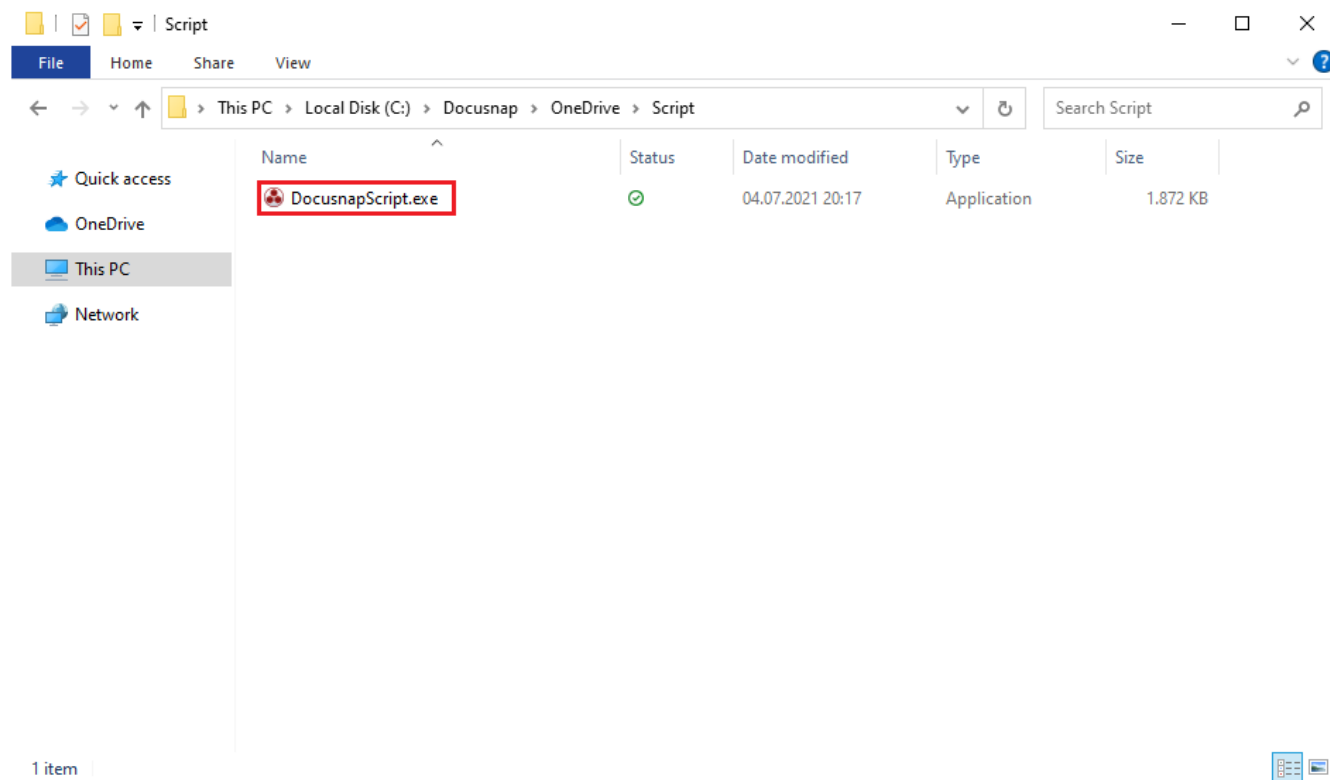 Script
File Home Share View
This PC > Local Disk (C:) > Docusnap > OneDrive > Script
Search Script
Name Status Date modified Type Size
Quick access
DocusnapScript.exe 04.07.2021 20:17 Application 1.872 KB
OneDrive
This PC
Network
1 item